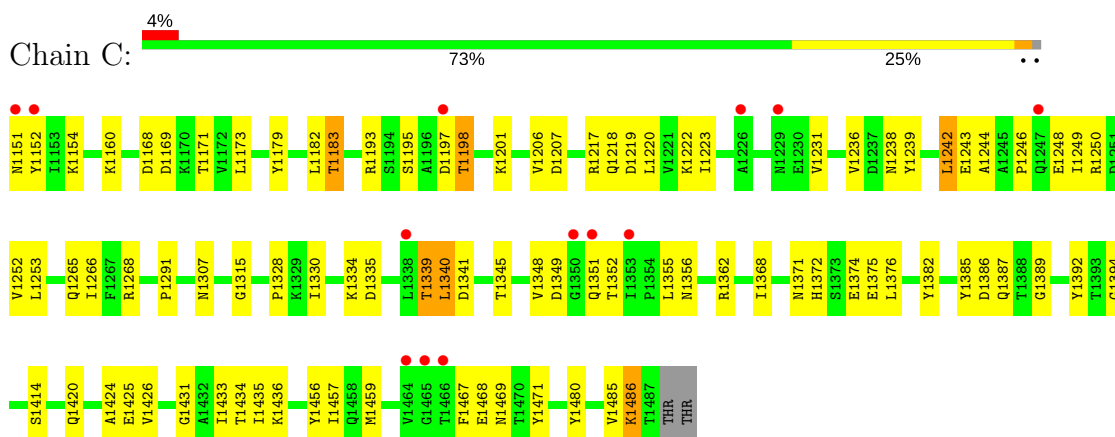 4%
Chain C:
73% 25% • •
N1151 Y1152 I1153 K1154 K1160 D1168 D1169 K1170 T1171 V1172 L1173 Y1179 L1182 T1183 R1193 S1194 S1195 A1196 D1197 T1198 K1201 V1206 D1207 R1217 Q1218 D1219 L1220 V1221 K1222 I1223 A1226 N1229 E1230 V1231 V1236 D1237 N1238 Y1239 L1242 E1243 A1244 A1245 P1246 Q1247 E1248 I1249 R1250
V1252 L1253 Q1265 I1266 F1267 R1268 P1291 N1307 G1315 P1328 K1329 I1330 K1334 D1335 L1338 T1339 L1340 D1341 T1345 V1348 D1349 G1350 Q1351 T1352 I1353 P1354 L1355 N1356 R1362 I1368 N1371 H1372 S1373 E1374 E1375 L1376 Y1382 Y1385 D1386 Q1387 T1388 G1389 Y1392 T1393
S1414 Q1420 A1424 E1425 V1426 G1431 A1432 I1433 T1434 I1435 K1436 Y1456 I1457 Q1458 M1459 V1464 G1465 T1466 F1467 E1468 N1469 T1470 Y1471 Y1480 V1485 K1486 T1487 THR THR